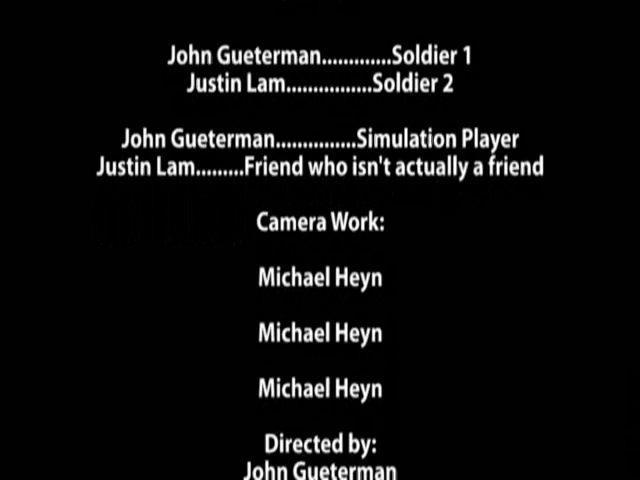 John Gueterman.............Soldier 1
Justin Lam................Soldier 2
John Gueterman...............Simulation Player
Justin Lam.........Friend who isn't actually a friend
Camera Work:
Michael Heyn
Michael Heyn
Michael Heyn
Directed by:
John Gueterman